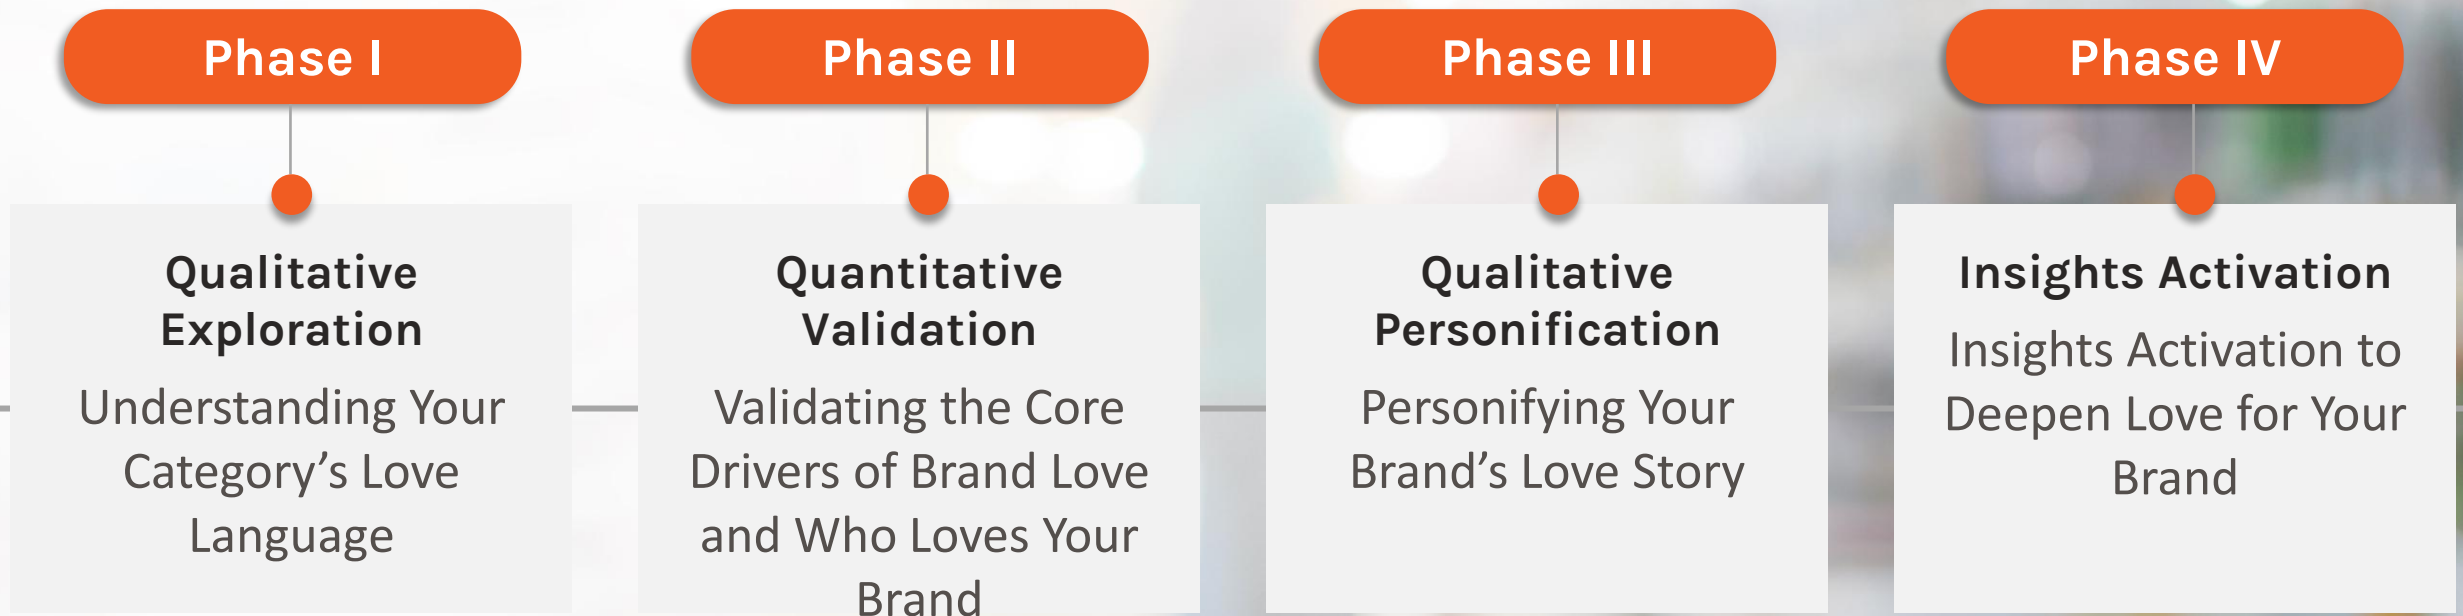 Phase I
Qualitative
Exploration
Understanding Your
Category’s Love
Language
Phase II
Quantitative
Validation
Validating the Core
Drivers of Brand Love
and Who Loves Your
Brand
Phase III
Qualitative
Personification
Personifying Your
Brand’s Love Story
Phase IV
Insights Activation
Insights Activation to
Deepen Love for Your
Brand